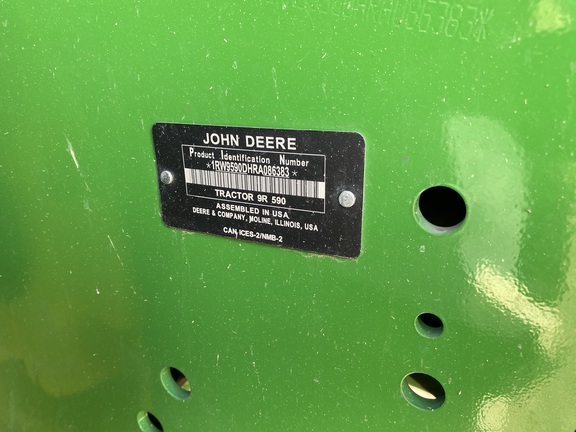 JOHN DEERE
Product Identification Number
*1RW9590DHRA086383*
TRACTOR 9R 590
ASSEMBLED IN USA
DEERE & COMPANY. MOLINE, ILLINOIS, USA
CAN ICES-2/NMB-2